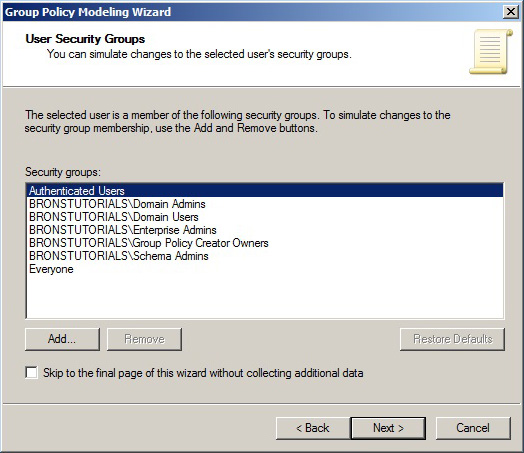 Group Policy Modeling Wizard
User Security Groups
You can simulate changes to the selected user's security groups.
The selected user is a member of the following security groups. To simulate changes to the
security group membership, use the Add and Remove buttons.
Security groups:
Authenticated Users
BRONSTUTORIALS\Domain Admins
BRONSTUTORIALS\Domain Users
BRONSTUTORIALS\Enterprise Admins
BRONSTUTORIALS\Group Policy Creator Owners
BRONSTUTORIALS\Schema Admins
Everyone
Add... Remove Restore Defaults
Skip to the final page of this wizard without collecting additional data
< Back Next > Cancel